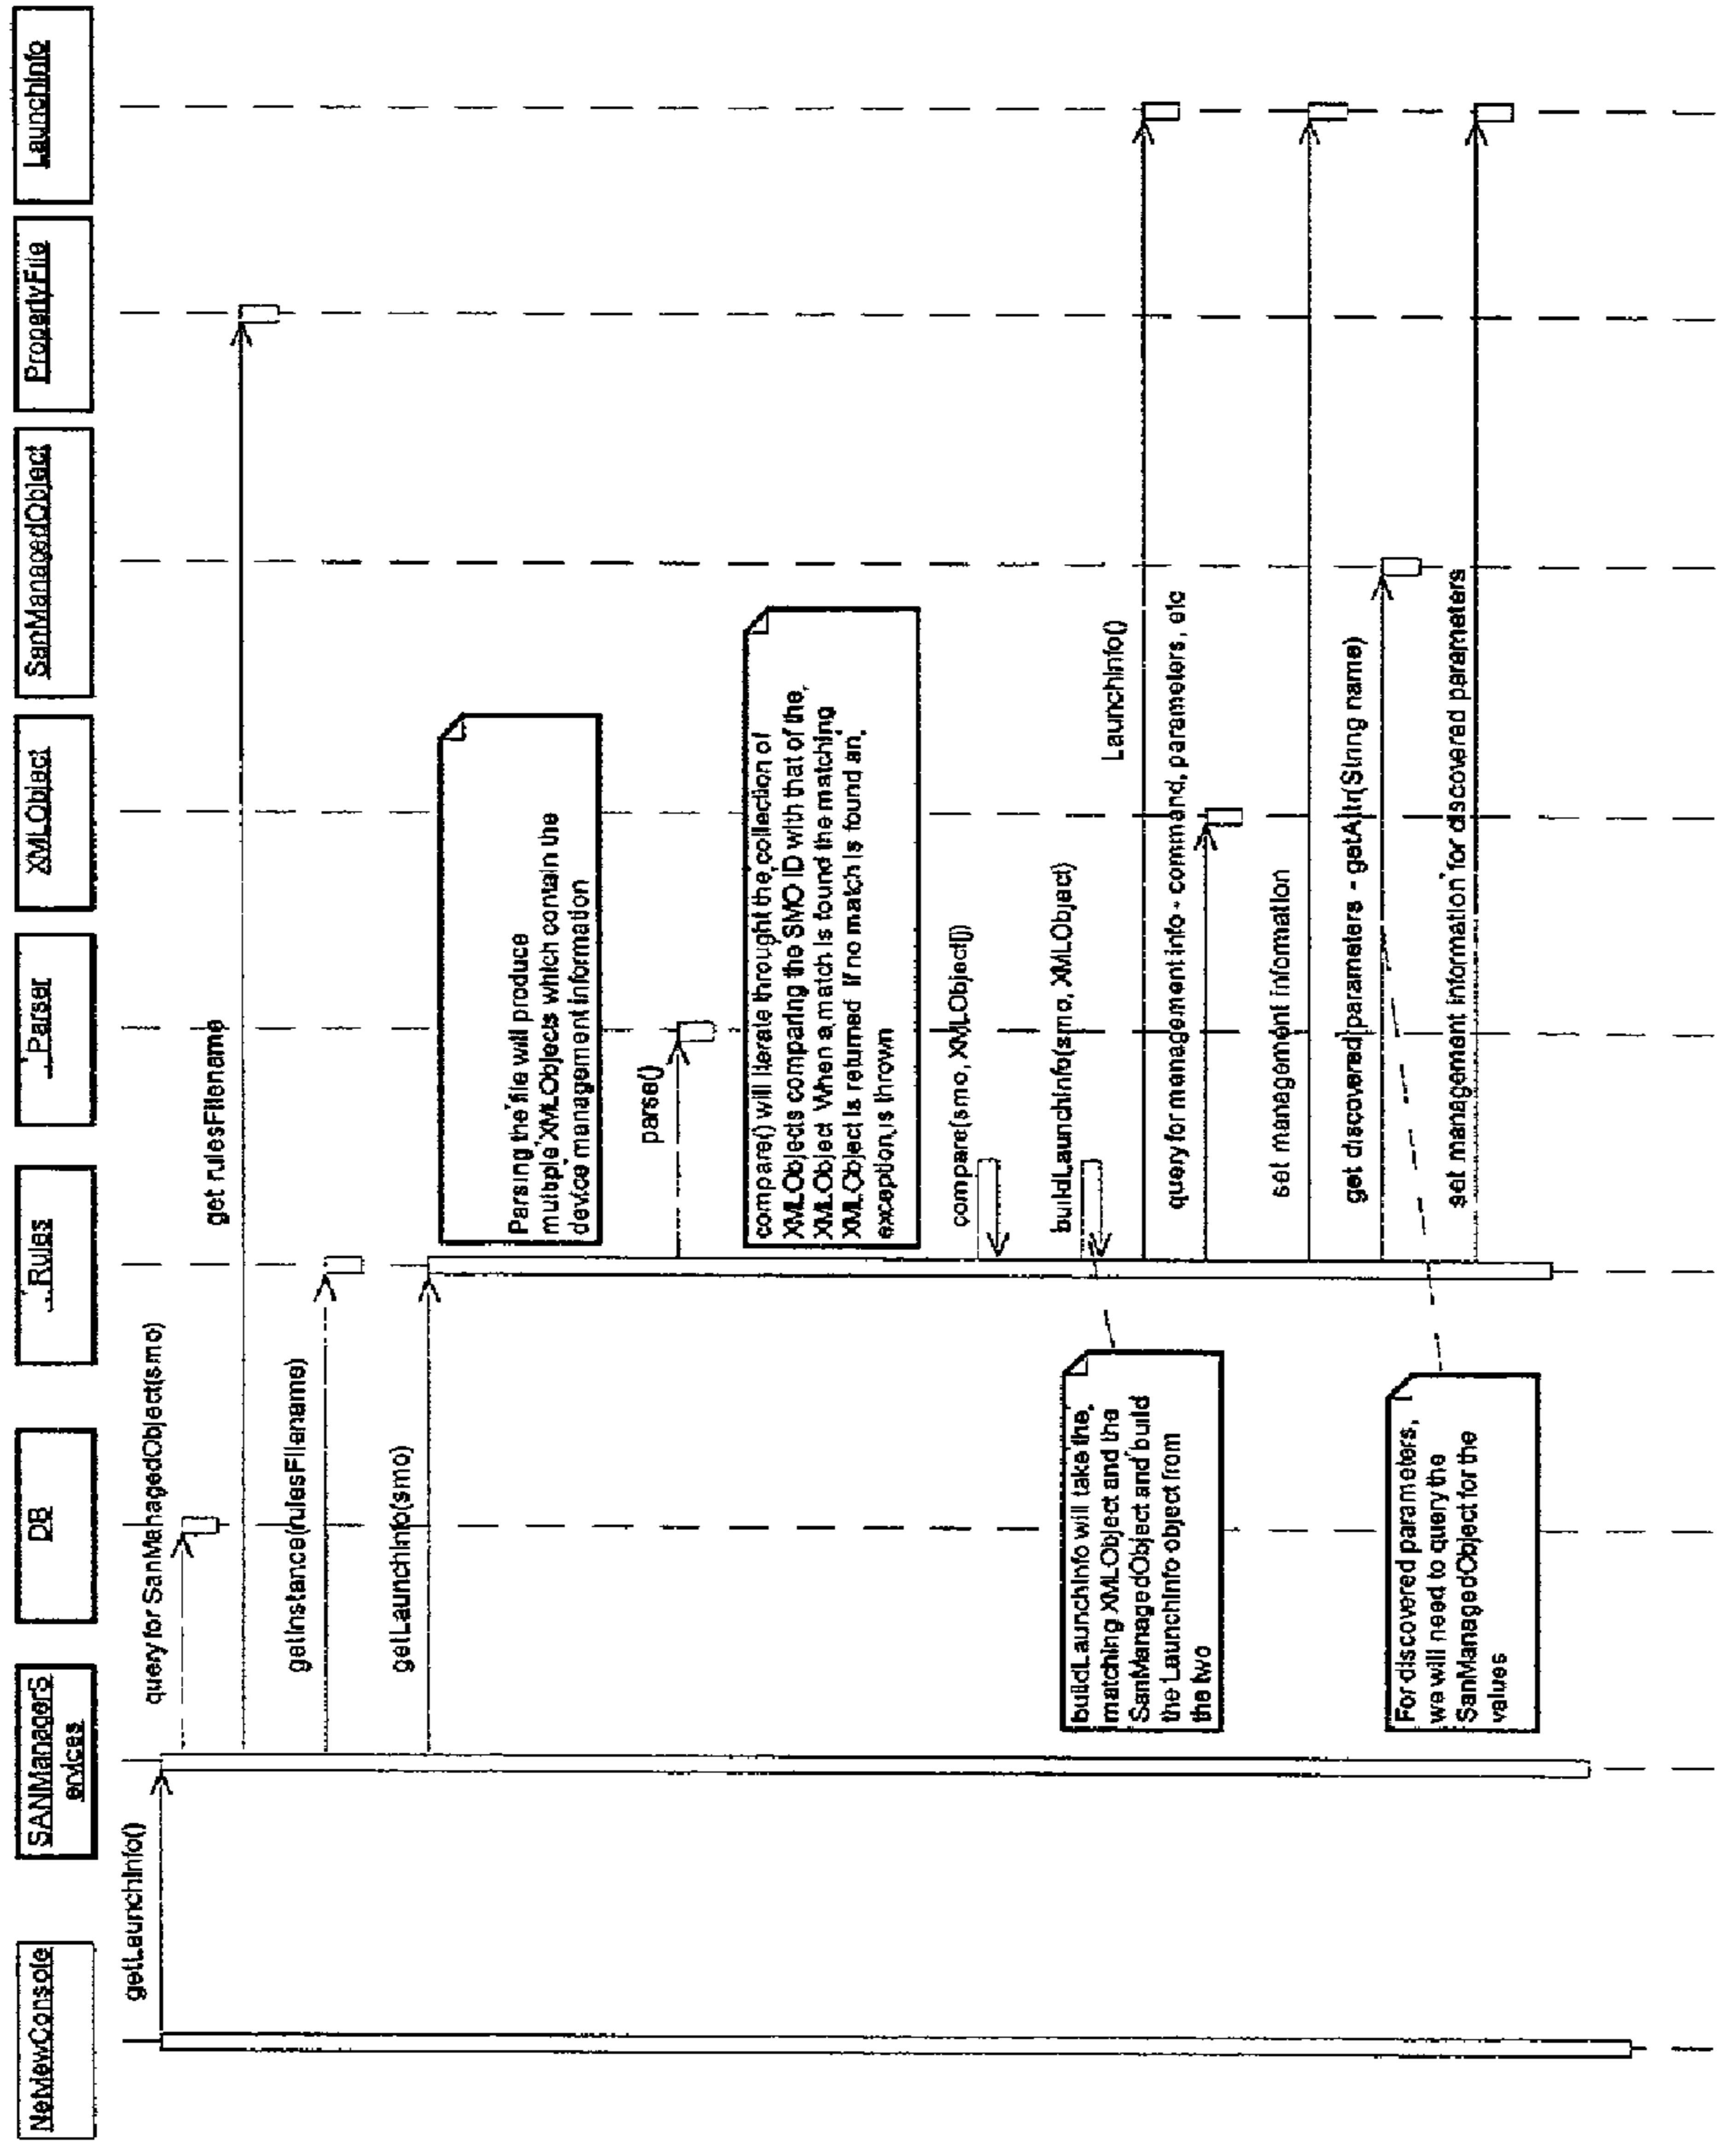 NetViewConsole
SANManagerS
ervices
DB
Rules
Parser
XMLObject
SanManagedObject
PropertyFile
LaunchInfo
getLaunchInfo()
query for SanManagedObject(smo)
get rulesFilename
getInstance(rulesFilename)
getLaunchInfo(smo)
Parsing the file will produce
multiple XMLObjects which contain the
device management information
parse()
compare() will iterate throught the collection of
XMLObjects comparing the SMO ID with that of the
XMLObject When a match is found the matching
XMLObject is returned If no match is found an
exception is thrown
compare(smo, XMLObject[])
buildLaunchInfo(smo, XMLObject)
buildLaunchInfo will take the
matching XMLObject and the
SanManagedObject and build
the LaunchInfo object from
the two
LaunchInfo()
query for management info - command, parameters, etc
set management information
get discovered parameters - getAttr(String name)
For discovered parameters,
we will need to query the
SanManagedObject for the
values
set management information for discovered parameters